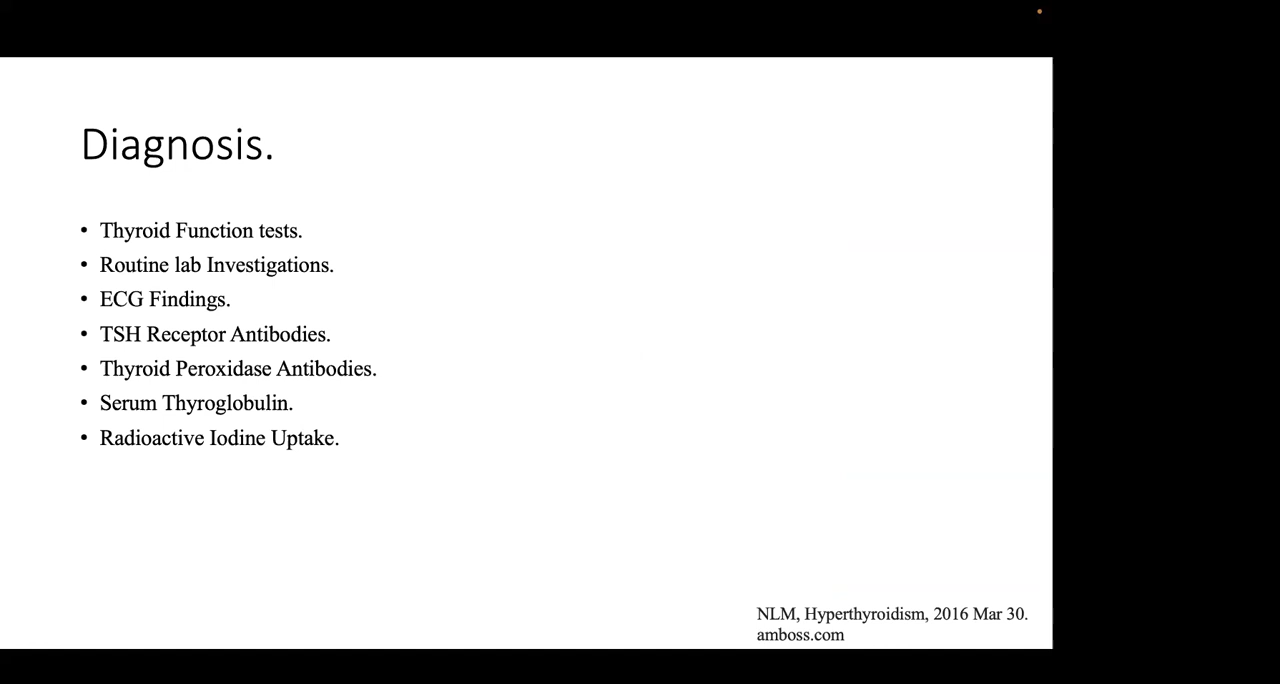 Diagnosis.
• Thyroid Function tests.
• Routine lab Investigations.
• ECG Findings.
• TSH Receptor Antibodies.
• Thyroid Peroxidase Antibodies.
• Serum Thyroglobulin.
• Radioactive Iodine Uptake.
NLM, Hyperthyroidism, 2016 Mar 30.
amboss.com